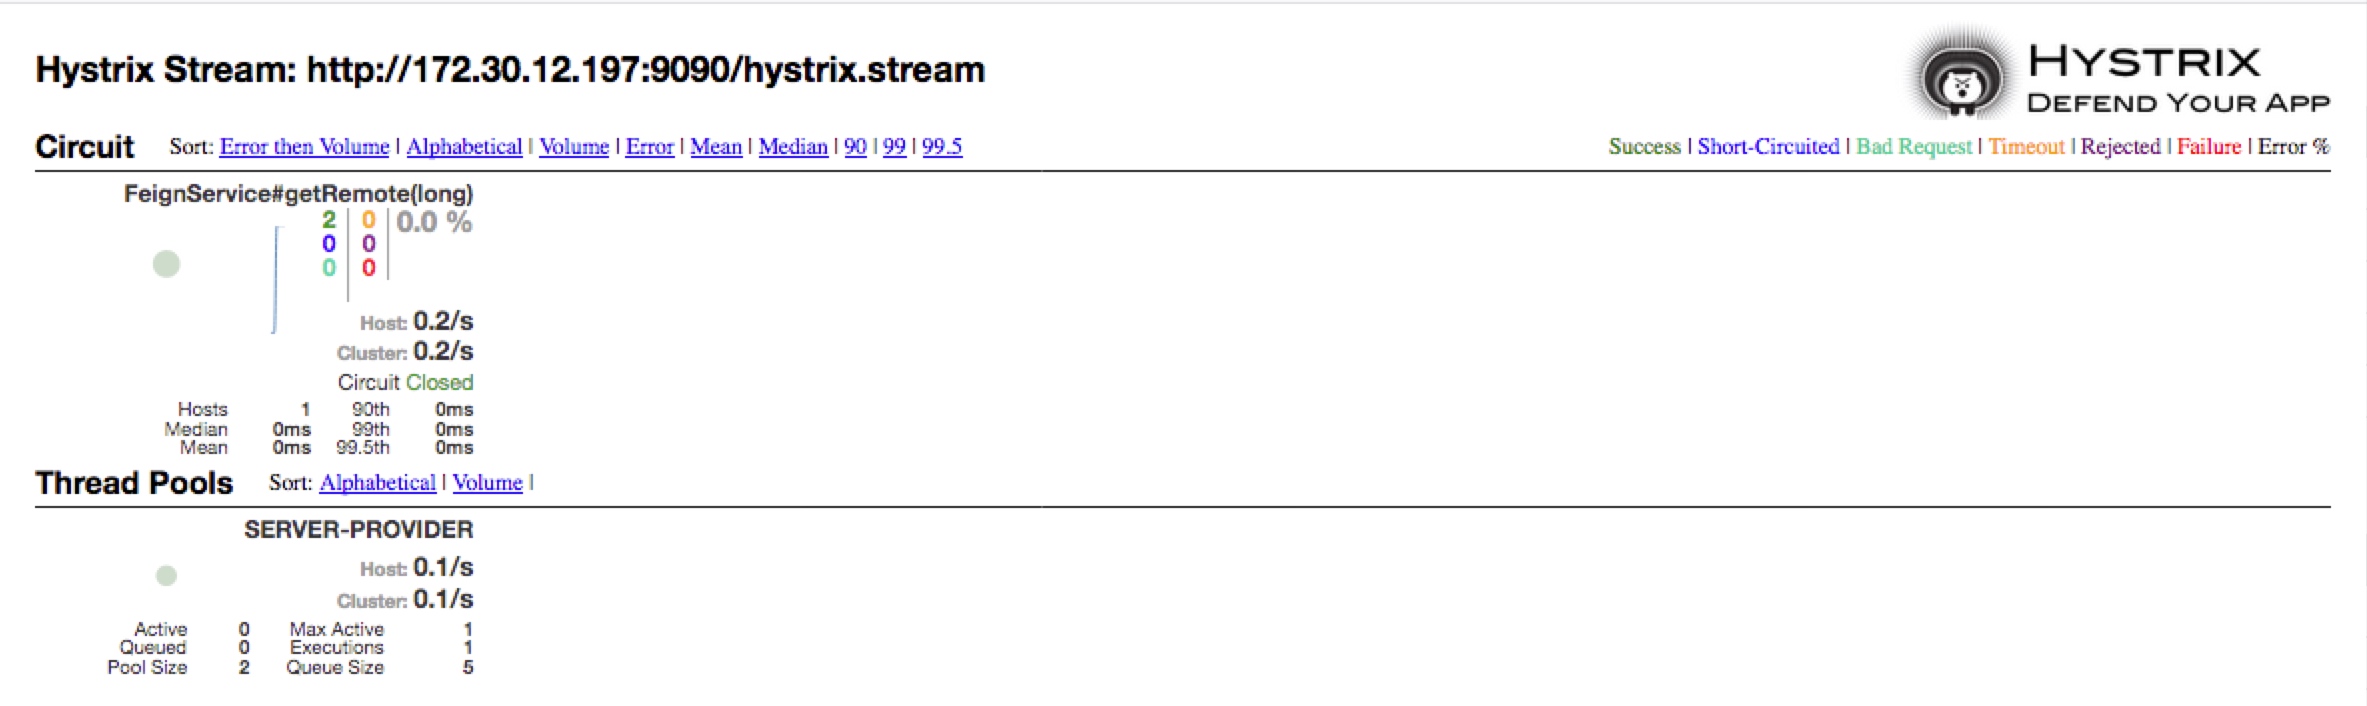 Hystrix Stream: http://172.30.12.197:9090/hystrix.stream
HYSTRIX
DEFEND YOUR APP
Circuit Sort: Error then Volume | Alphabetical | Volume | Error | Mean | Median | 90 | 99 | 99.5
Success | Short-Circuited | Bad Request | Timeout | Rejected | Failure | Error %
FeignService#getRemote(long)
2 0 0.0 %
0 0
0 0
Host: 0.2/s
Cluster: 0.2/s
Circuit Closed
Hosts 1 90th 0ms
Median 0ms 99th 0ms
Mean 0ms 99.5th 0ms
Thread Pools Sort: Alphabetical | Volume |
SERVER-PROVIDER
Host: 0.1/s
Cluster: 0.1/s
Active 0 Max Active 1
Queued 0 Executions 1
Pool Size 2 Queue Size 5